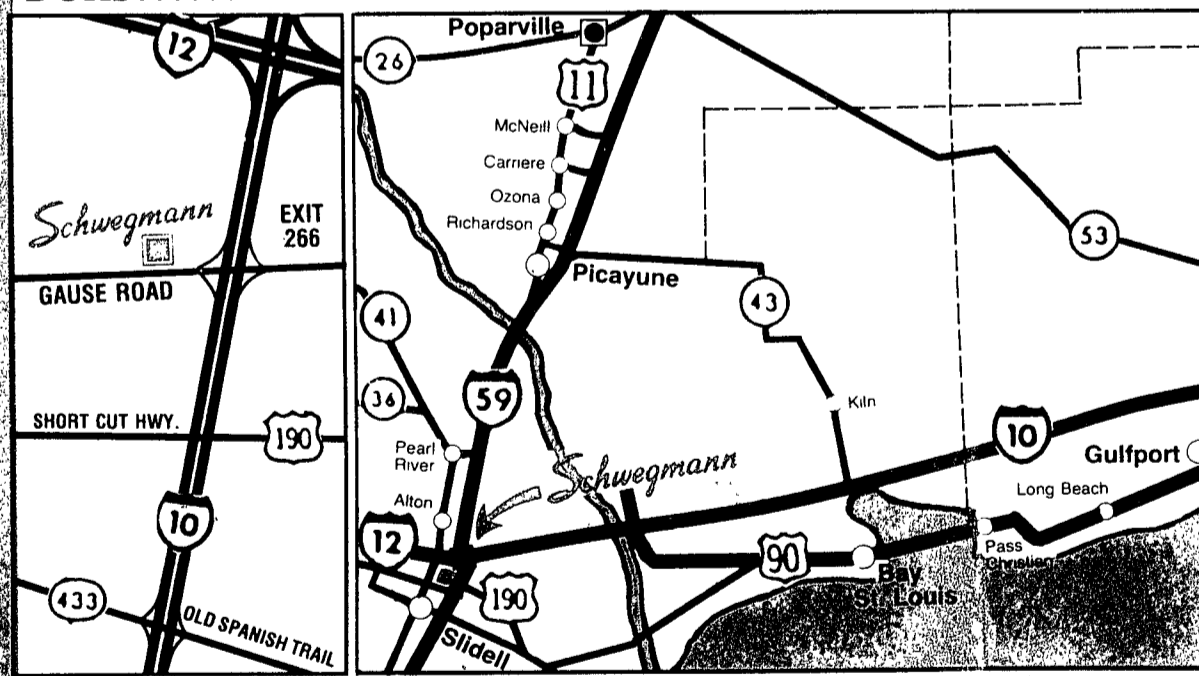 12
Schwegmann
EXIT
266
GAUSE ROAD
SHORT CUT HWY.
190
10
433
OLD SPANISH TRAIL
Poparville
26
11
McNeill
Carriere
Ozona
Richardson
Picayune
53
43
41
36
59
Kiln
10
Pearl
River
Schwegmann
Gulfport
Alton
Long Beach
12
90
Pass
Christian
Bay
St. Louis
190
Slidell